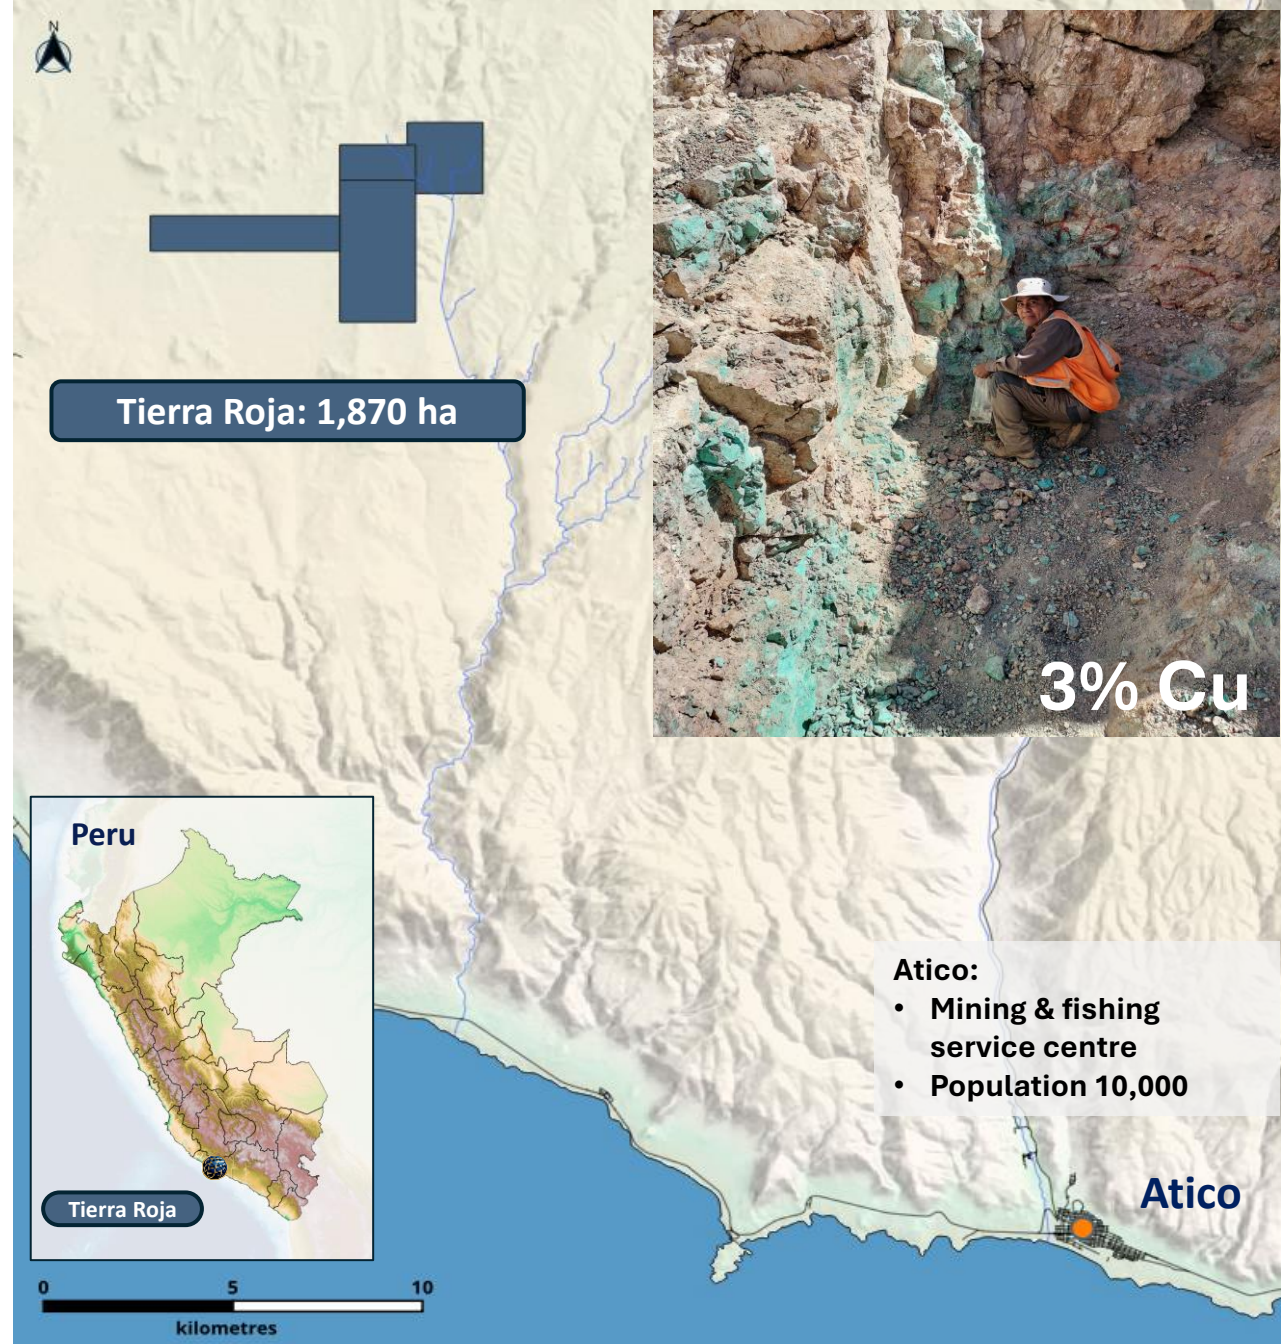 N
Tierra Roja: 1,870 ha
3% Cu
Peru
Tierra Roja
Atico:
• Mining & fishing
service centre
• Population 10,000
Atico
0 5 10
kilometres